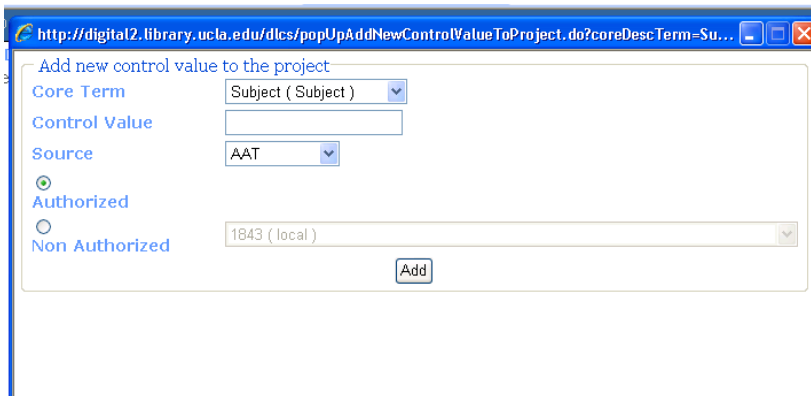 http://digital2.library.ucla.edu/dlcs/popUpAddNewControlValueToProject.do?coreDescTerm=Su...
Add new control value to the project
Core Term Subject ( Subject )
Control Value
Source AAT
Authorized
Non Authorized 1843 ( local )
Add